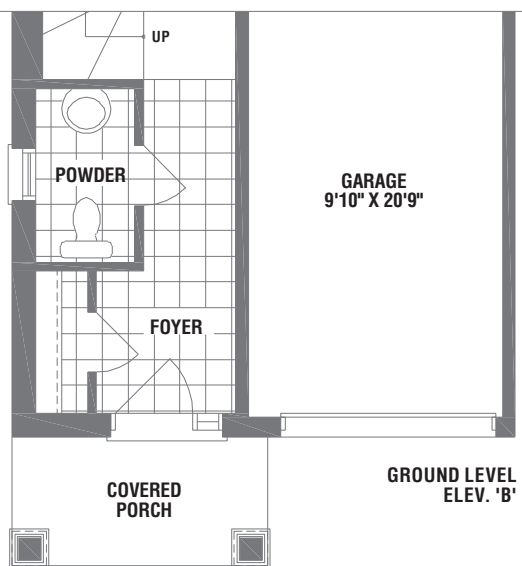 UP
POWDER
GARAGE
9'10" X 20'9"
FOYER
COVERED
PORCH
GROUND LEVEL
ELEV. 'B'